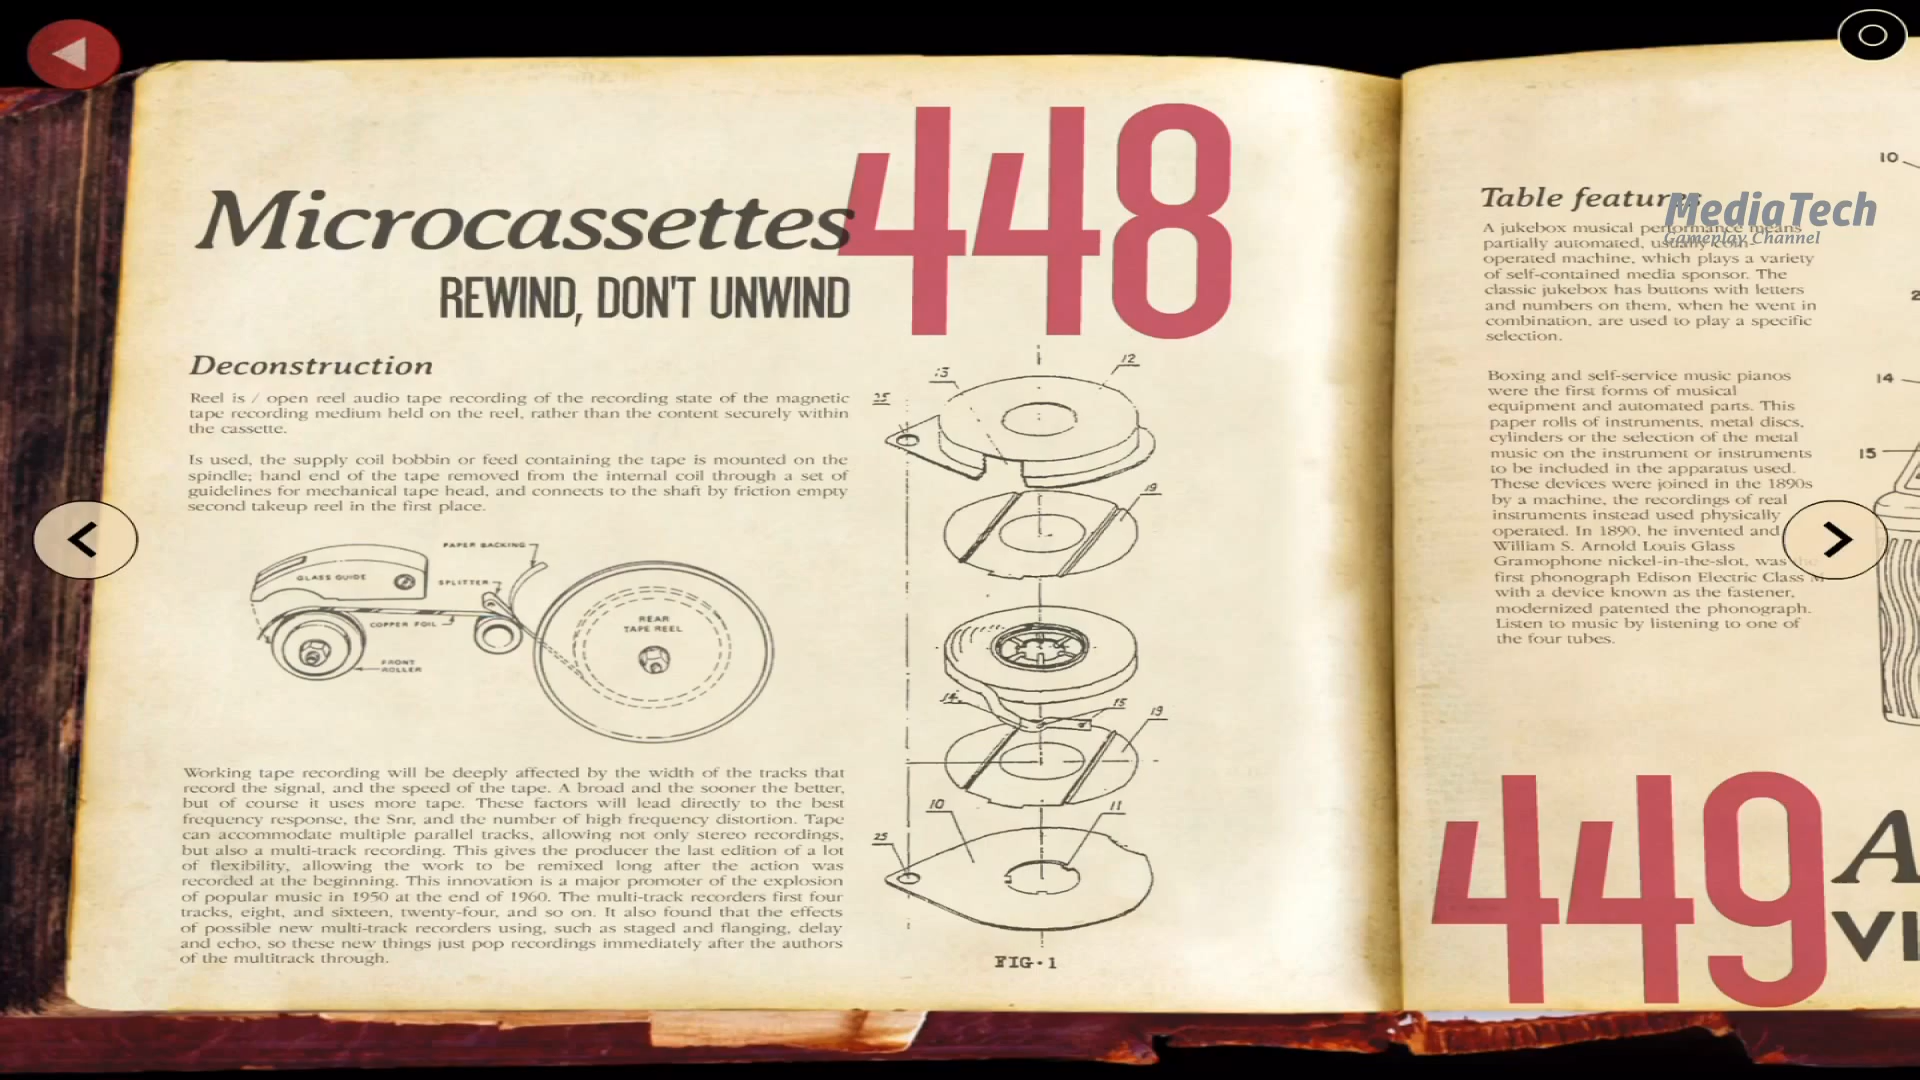 448
Microcassettes
REWIND, DON'T UNWIND
Deconstruction
Reel is / open reel audio tape recording of the recording state of the magnetic
tape recording medium held on the reel, rather than the content securely within
the cassette.
Is used, the supply coil bobbin or feed containing the tape is mounted on the
spindle; hand end of the tape removed from the internal coil through a set of
guidelines for mechanical tape head, and connects to the shaft by friction empty
second takeup reel in the first place.
PAPER BACKING
GLASS GUIDE
SPLITTER
COPPER FOIL
REAR
TAPE REEL
FRONT
ROLLER
Working tape recording will be deeply affected by the width of the tracks that
record the signal, and the speed of the tape. A broad and the sooner the better,
but of course it uses more tape. These factors will lead directly to the best
frequency response, the Snr, and the number of high frequency distortion. Tape
can accommodate multiple parallel tracks, allowing not only stereo recordings,
but also a multi-track recording. This gives the producer the last edition of a lot
of flexibility, allowing the work to be remixed long after the action was
recorded at the beginning. This innovation is a major promoter of the explosion
of popular music in 1950 at the end of 1960. The multi-track recorders first four
tracks, eight, and sixteen, twenty-four, and so on. It also found that the effects
of possible new multi-track recorders using, such as staged and flanging, delay
and echo, so these new things just pop recordings immediately after the authors
of the multitrack through.
12
13
25
19
14
15
19
10
11
25
FIG·1
Table features
MediaTech
Gameplay Channel
A jukebox musical performance means
partially automated, usually coin-
operated machine, which plays a variety
of self-contained media sponsor. The
classic jukebox has buttons with letters
and numbers on them, when he went in
combination, are used to play a specific
selection.
Boxing and self-service music pianos
were the first forms of musical
equipment and automated parts. This
paper rolls of instruments, metal discs,
cylinders or the selection of the metal
music on the instrument or instruments
to be included in the apparatus used.
These devices were joined in the 1890s
by a machine, the recordings of real
instruments instead used physically
operated. In 1890, he invented and
William S. Arnold Louis Glass
Gramophone nickel-in-the-slot, was the
first phonograph Edison Electric Class M
with a device known as the fastener,
modernized patented the phonograph.
Listen to music by listening to one of
the four tubes.
10
2
14
15
449
A
VI